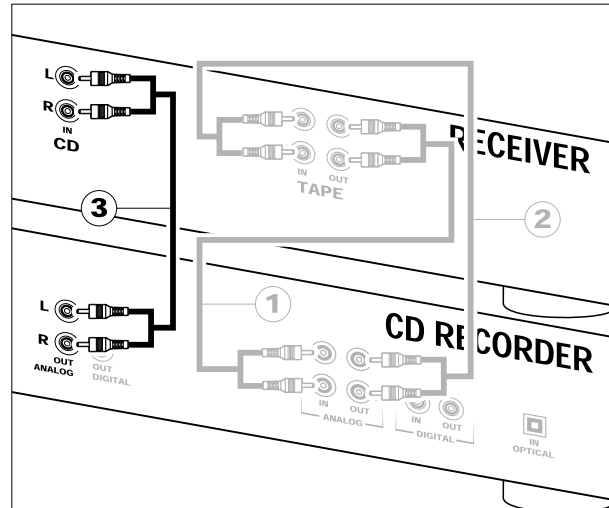 L
R
IN
CD
IN
OUT
TAPE
RECEIVER
3
2
1
L
R
OUT
ANALOG
OUT
DIGITAL
CD RECORDER
IN
OUT
ANALOG
IN
OUT
DIGITAL
IN
OPTICAL